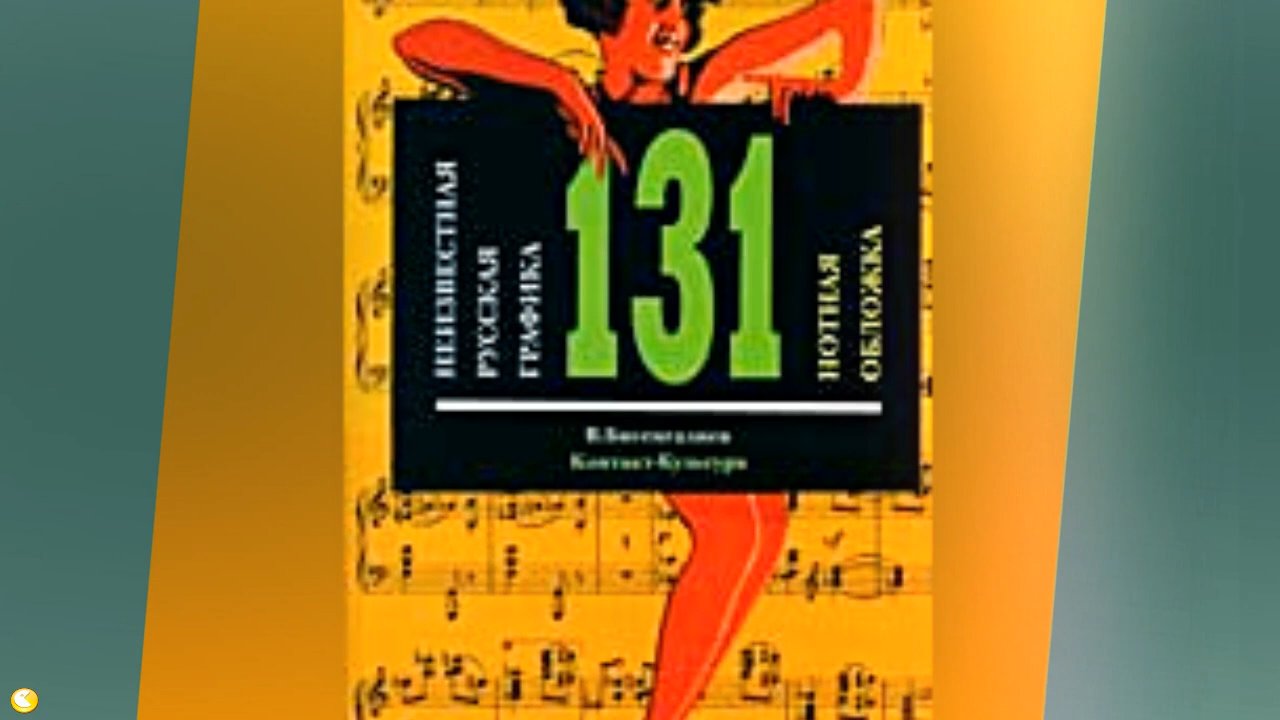 НЕИЗВЕСТНАЯ
РУССКАЯ
ГРАФИКА
131
НОТНАЯ
ОБЛОЖКА
Контакт-Культура